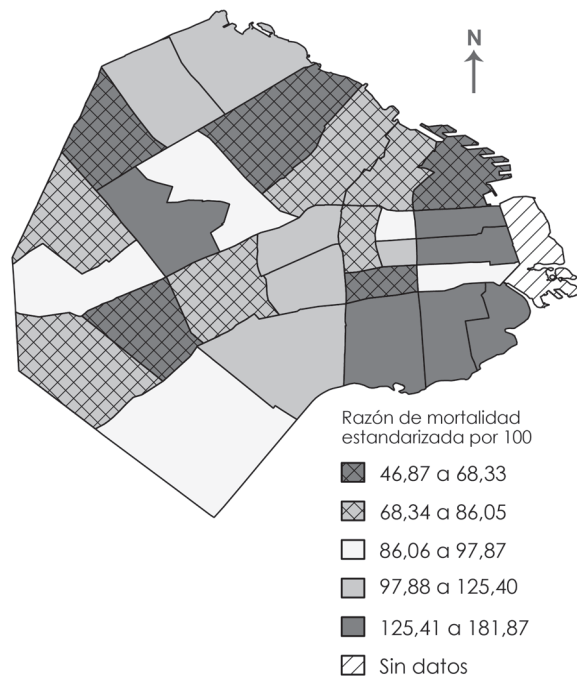 N
Razón de mortalidad
estandarizada por 100
46,87 a 68,33
68,34 a 86,05
86,06 a 97,87
97,88 a 125,40
125,41 a 181,87
Sin datos